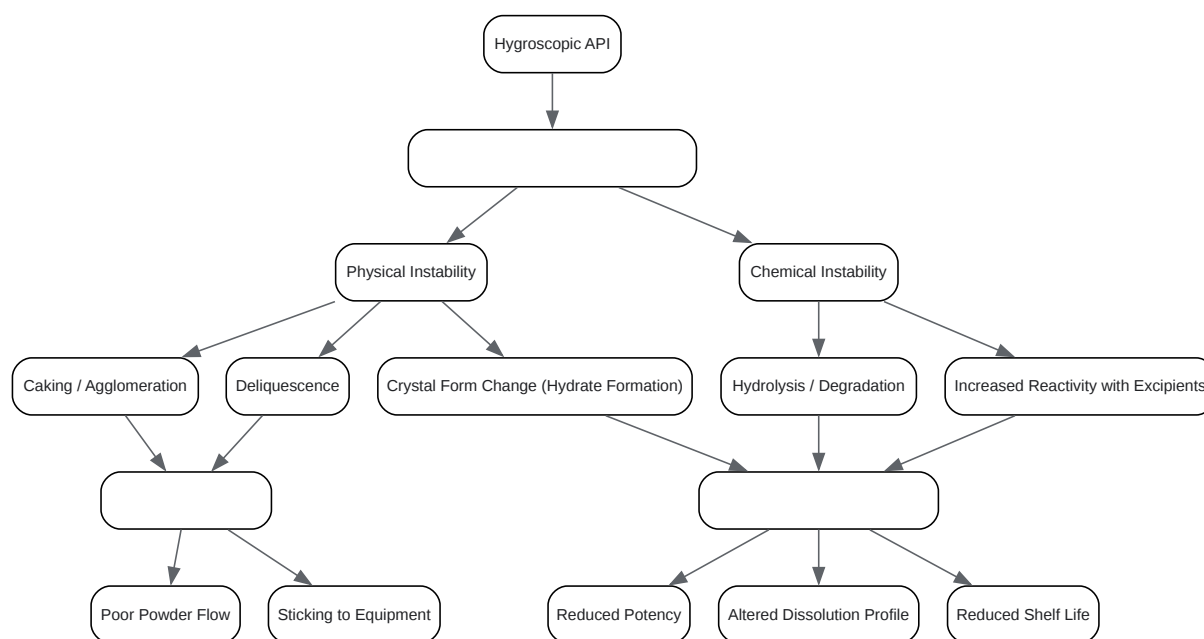 Hygroscopic API
Physical Instability
Chemical Instability
Caking / Agglomeration
Deliquescence
Crystal Form Change (Hydrate Formation)
Hydrolysis / Degradation
Increased Reactivity with Excipients
Poor Powder Flow
Sticking to Equipment
Reduced Potency
Altered Dissolution Profile
Reduced Shelf Life